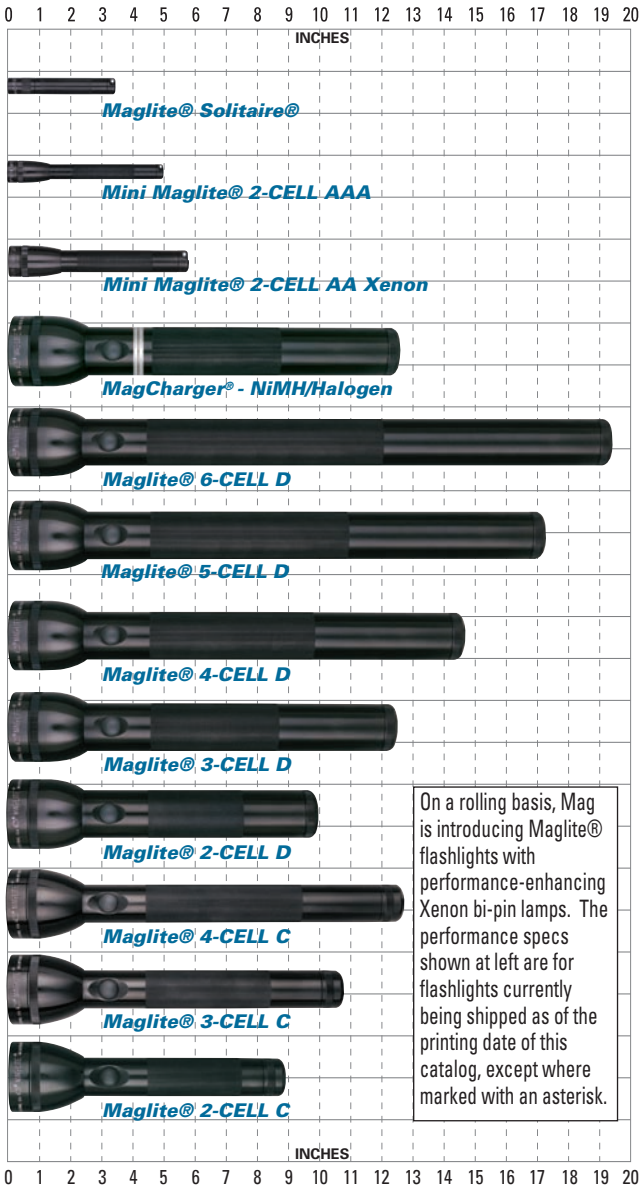 0 1 2 3 4 5 6 7 8 9 10 11 12 13 14 15 16 17 18 19 20
INCHES
Maglite® Solitaire®
Mini Maglite® 2-CELL AAA
Mini Maglite® 2-CELL AA Xenon
MagCharger® - NiMH/Halogen
Maglite® 6-CELL D
Maglite® 5-CELL D
Maglite® 4-CELL D
Maglite® 3-CELL D
Maglite® 2-CELL D
Maglite® 4-CELL C
Maglite® 3-CELL C
Maglite® 2-CELL C
On a rolling basis, Mag
is introducing Maglite®
flashlights with
performance-enhancing
Xenon bi-pin lamps. The
performance specs
shown at left are for
flashlights currently
being shipped as of the
printing date of this
catalog, except where
marked with an asterisk.
INCHES
0 1 2 3 4 5 6 7 8 9 10 11 12 13 14 15 16 17 18 19 20